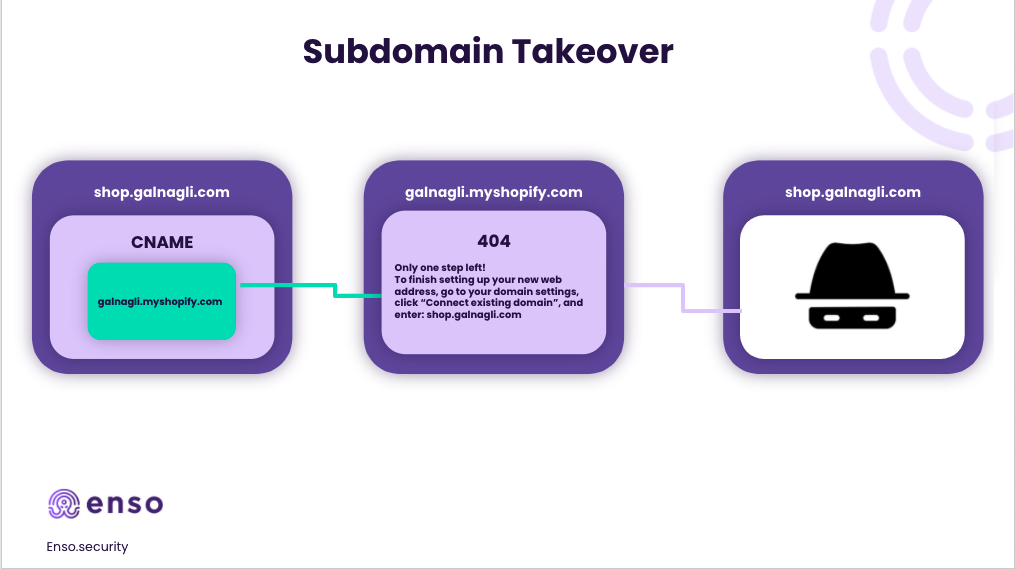 Subdomain Takeover
shop.galnagli.com
CNAME
galnagli.myshopify.com
galnagli.myshopify.com
404
Only one step left!
To finish setting up your new web
address, go to your domain settings,
click “Connect existing domain”, and
enter: shop.galnagli.com
shop.galnagli.com
enso
Enso.security